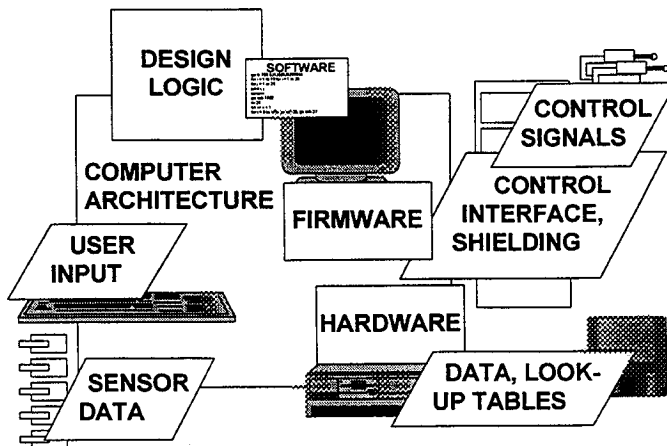 DESIGN
LOGIC
SOFTWARE
CONTROL
SIGNALS
COMPUTER
ARCHITECTURE
FIRMWARE
CONTROL
INTERFACE,
SHIELDING
USER
INPUT
HARDWARE
SENSOR
DATA
DATA, LOOK-
UP TABLES